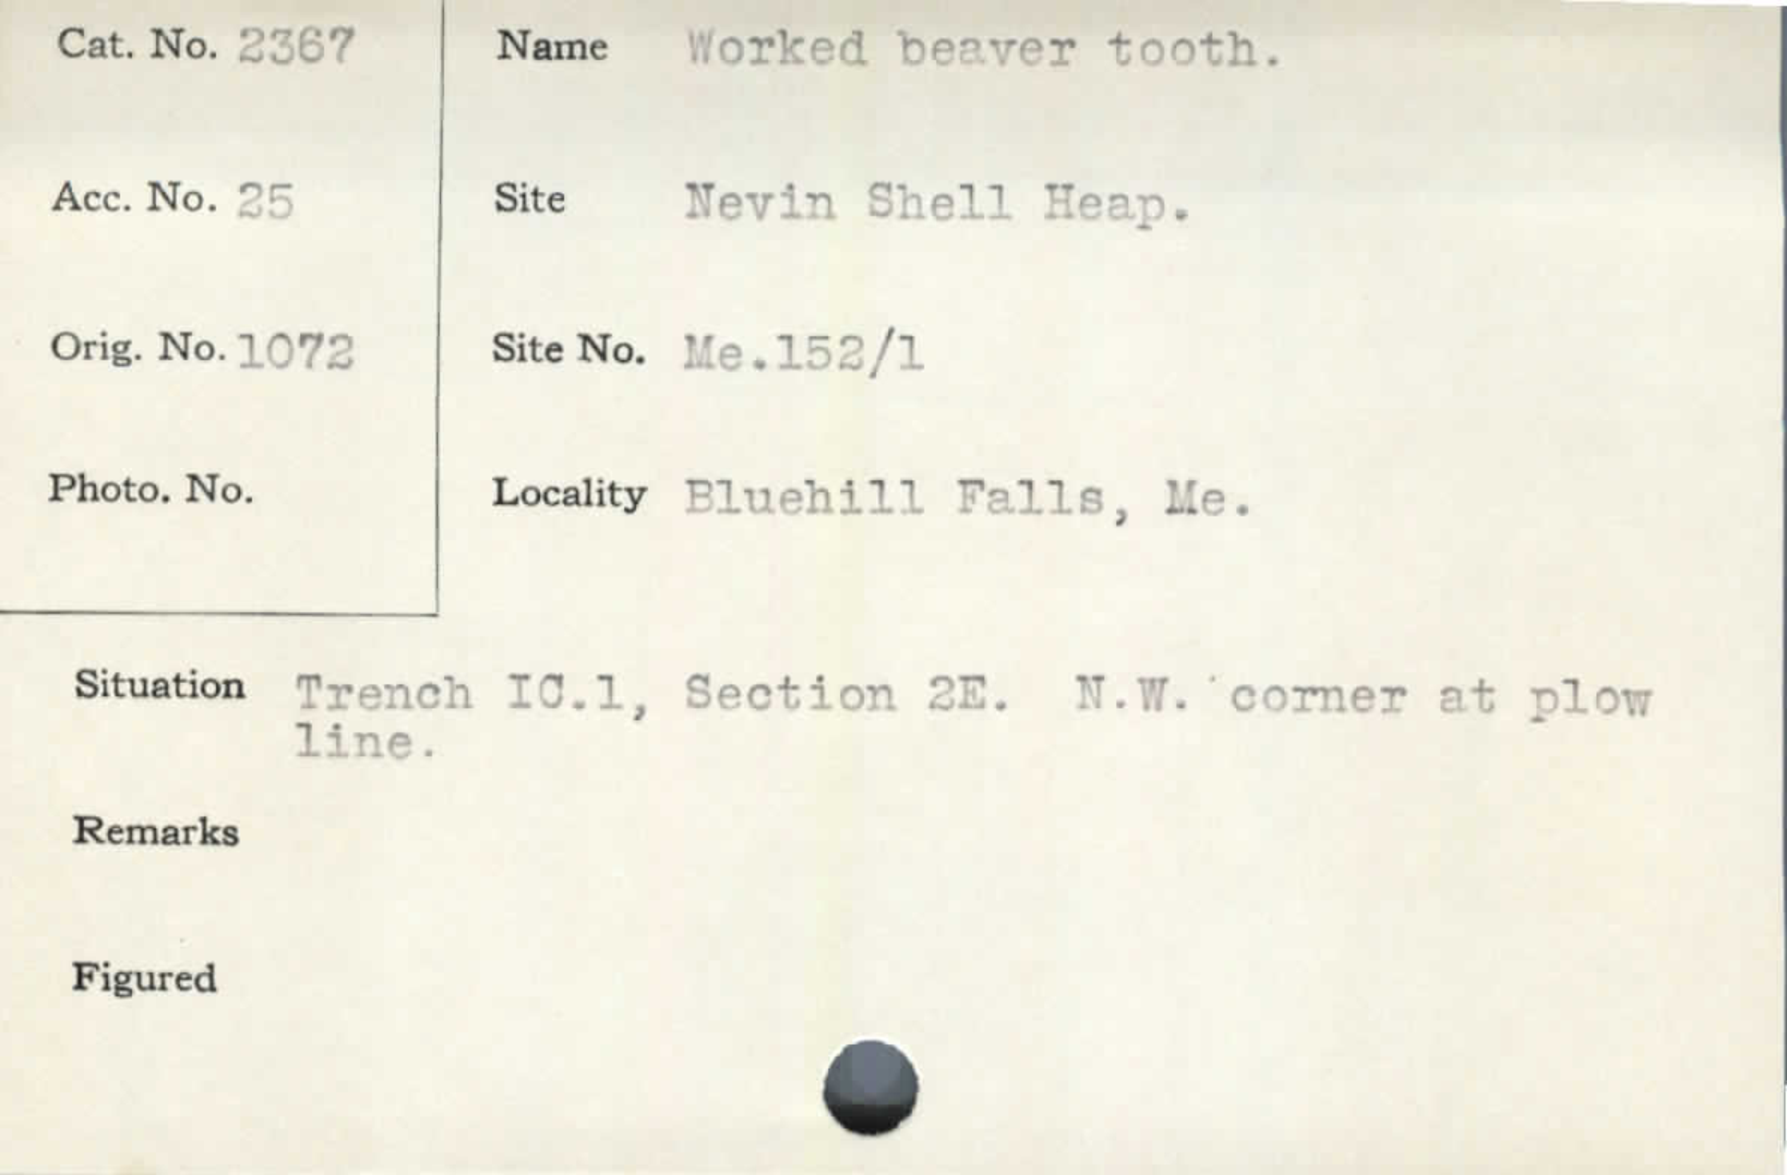 Cat. No. 2367
Name Worked beaver tooth.
Acc. No. 25
Site Nevin Shell Heap.
Orig. No. 1072
Site No. Me.152/1
Photo. No.
Locality Bluehill Falls, Me.
Situation Trench IC.1, Section 2E. N.W. corner at plow
line.
Remarks
Figured